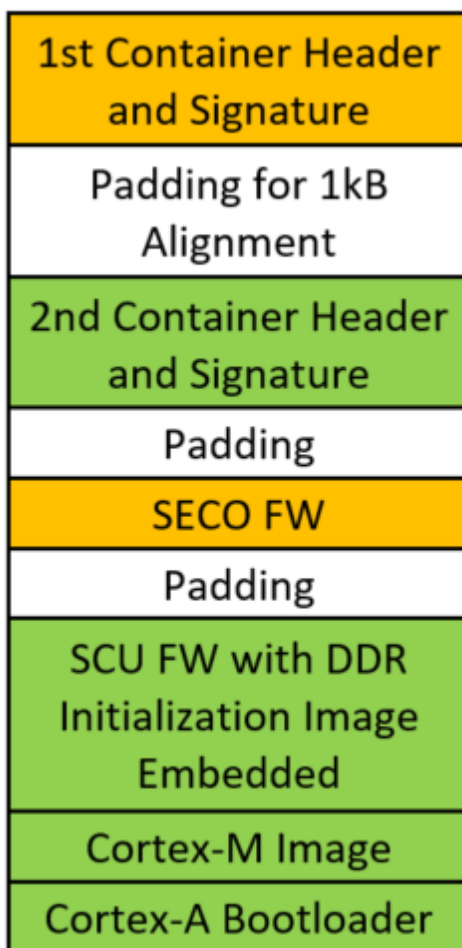 1st Container Header
and Signature
Padding for 1kB
Alignment
2nd Container Header
and Signature
Padding
SECO FW
Padding
SCU FW with DDR
Initialization Image
Embedded
Cortex-M Image
Cortex-A Bootloader